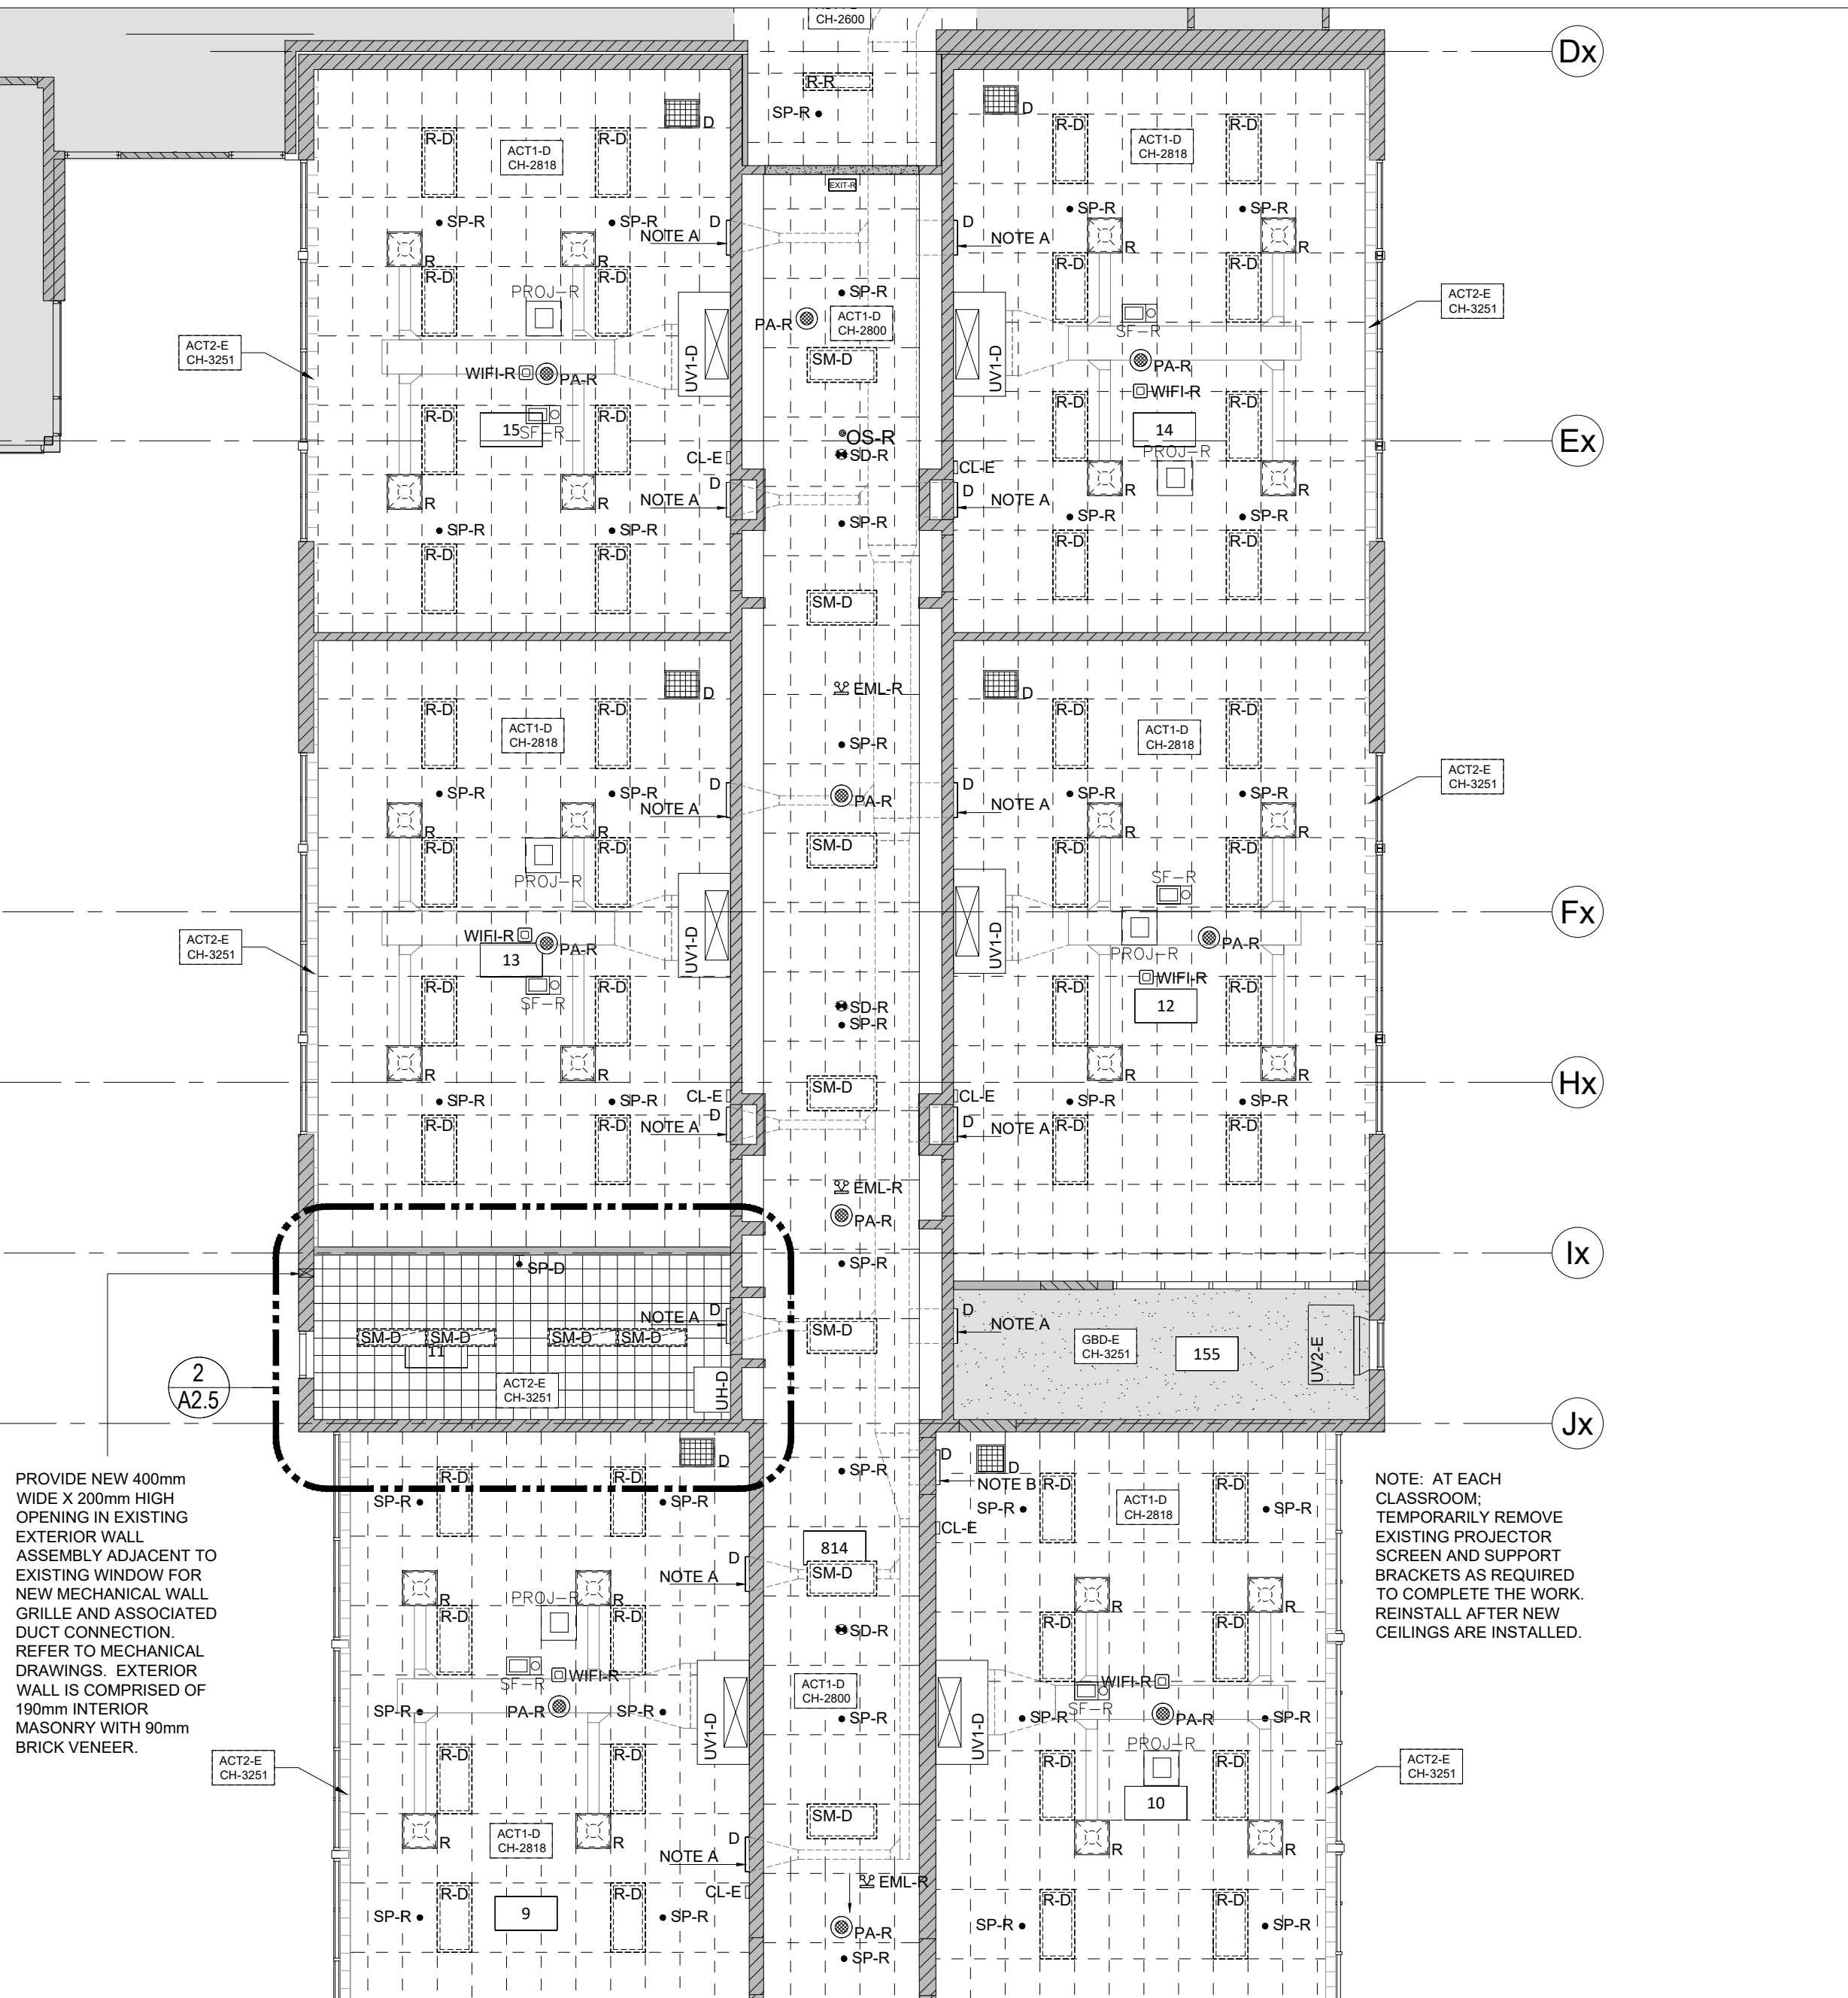 CH-2600
Dx
R-R
SP-R
D
D
R-D
R-D
ACT1-D
CH-2818
R-D
R-D
ACT1-D
CH-2818
EXIT-R
SP-R
SP-R
D
NOTE A
D
NOTE A
SP-R
SP-R
R
R
R
R
R-D
R-D
R-D
R-D
PROJ-R
SP-R
PA-R
ACT1-D
CH-2800
SF-R
ACT2-E
CH-3251
ACT2-E
CH-3251
UV1-D
SM-D
UV1-D
WIFI-R
PA-R
PA-R
WIFI-R
R-D
R-D
R-D
R-D
15
SF-R
OS-R
SD-R
14
PROJ-R
Ex
CL-E
CL-E
D
NOTE A
D
NOTE A
R
R
R
R
SP-R
SP-R
SP-R
SP-R
SP-R
R-D
R-D
R-D
R-D
SM-D
EML-R
D
D
R-D
R-D
R-D
R-D
ACT1-D
CH-2818
ACT1-D
CH-2818
SP-R
ACT2-E
CH-3251
SP-R
SP-R
D
NOTE A
D
NOTE A
SP-R
SP-R
PA-R
R
R
R
R
R-D
R-D
SM-D
R-D
R-D
PROJ-R
SF-R
UV1-D
UV1-D
Fx
WIFI-R
PA-R
PA-R
PROJ-R
ACT2-E
CH-3251
13
SF-R
WIFI-R
12
R-D
R-D
R-D
R-D
SD-R
SP-R
R
R
R
R
SM-D
Hx
CL-E
CL-E
SP-R
SP-R
D
NOTE A
D
NOTE A
SP-R
SP-R
R-D
R-D
R-D
R-D
EML-R
PA-R
SP-R
Ix
SP-D
NOTE A
D
D
NOTE A
SM-D
SM-D
SM-D
SM-D
SM-D
11
GBD-E
CH-3251
155
UV2-E
2
A2.5
ACT2-E
CH-3251
UH-D
Jx
PROVIDE NEW 400mm
WIDE X 200mm HIGH
OPENING IN EXISTING
EXTERIOR WALL
ASSEMBLY ADJACENT TO
EXISTING WINDOW FOR
NEW MECHANICAL WALL
GRILLE AND ASSOCIATED
DUCT CONNECTION.
REFER TO MECHANICAL
DRAWINGS. EXTERIOR
WALL IS COMPRISED OF
190mm INTERIOR
MASONRY WITH 90mm
BRICK VENEER.
NOTE: AT EACH
CLASSROOM;
TEMPORARILY REMOVE
EXISTING PROJECTOR
SCREEN AND SUPPORT
BRACKETS AS REQUIRED
TO COMPLETE THE WORK.
REINSTALL AFTER NEW
CEILINGS ARE INSTALLED.
D
D
D
R-D
R-D
SP-R
NOTE B
R-D
R-D
SP-R
SP-R
SP-R
SP-R
ACT1-D
CH-2818
CL-E
814
D
NOTE A
SM-D
R
R
R
R
PROJ-R
R-D
R-D
SD-R
R-D
R-D
SF-R
WIFI-R
WIFI-R
SF-R
ACT1-D
CH-2800
SP-R
PA-R
SP-R
SP-R
SP-R
PA-R
SP-R
UV1-D
UV1-D
PROJ-R
ACT2-E
CH-3251
ACT2-E
CH-3251
R-D
R-D
R-D
R-D
10
SM-D
ACT1-D
CH-2818
R
R
R
R
D
NOTE A
CL-E
EML-R
R-D
R-D
R-D
R-D
9
SP-R
SP-R
PA-R
SP-R
SP-R
SP-R